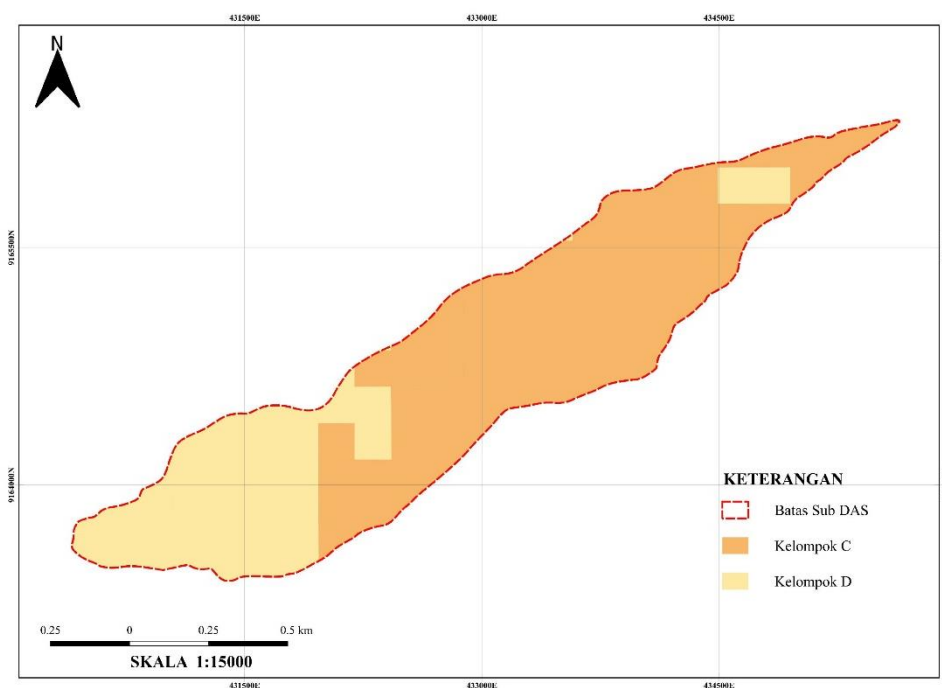 431500E 433000E 434500E
N
9165500N
9164000N
KETERANGAN
Batas Sub DAS
Kelompok C
Kelompok D
0.25 0 0.25 0.5 km
SKALA 1:15000
431500E 433000E 434500E